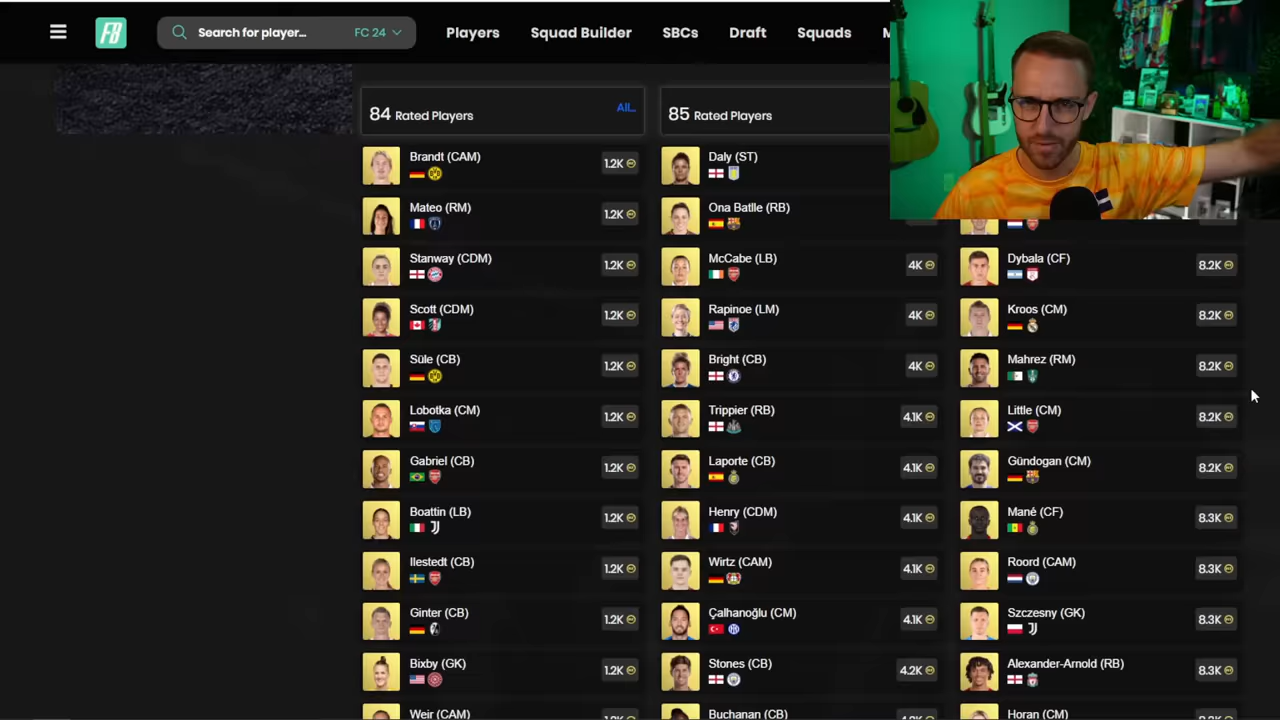 FB
Search for player...
FC 24
Players
Squad Builder
SBCs
Draft
Squads
M
84 Rated Players
All..
Brandt (CAM)
1.2K
Mateo (RM)
1.2K
Stanway (CDM)
1.2K
Scott (CDM)
1.2K
Süle (CB)
1.2K
Lobotka (CM)
1.2K
Gabriel (CB)
1.2K
Boattin (LB)
1.2K
Ilestedt (CB)
1.2K
Ginter (CB)
1.2K
Bixby (GK)
1.2K
Weir (CAM)
85 Rated Players
Daly (ST)
Ona Batlle (RB)
McCabe (LB)
4K
Rapinoe (LM)
4K
Bright (CB)
4K
Trippier (RB)
4.1K
Laporte (CB)
4.1K
Henry (CDM)
4.1K
Wirtz (CAM)
4.1K
Çalhanoğlu (CM)
4.1K
Stones (CB)
4.2K
Buchanan (CB)
Dybala (CF)
8.2K
Kroos (CM)
8.2K
Mahrez (RM)
8.2K
Little (CM)
8.2K
Gündogan (CM)
8.2K
Mané (CF)
8.3K
Roord (CAM)
8.3K
Szczesny (GK)
8.3K
Alexander-Arnold (RB)
8.3K
Horan (CM)